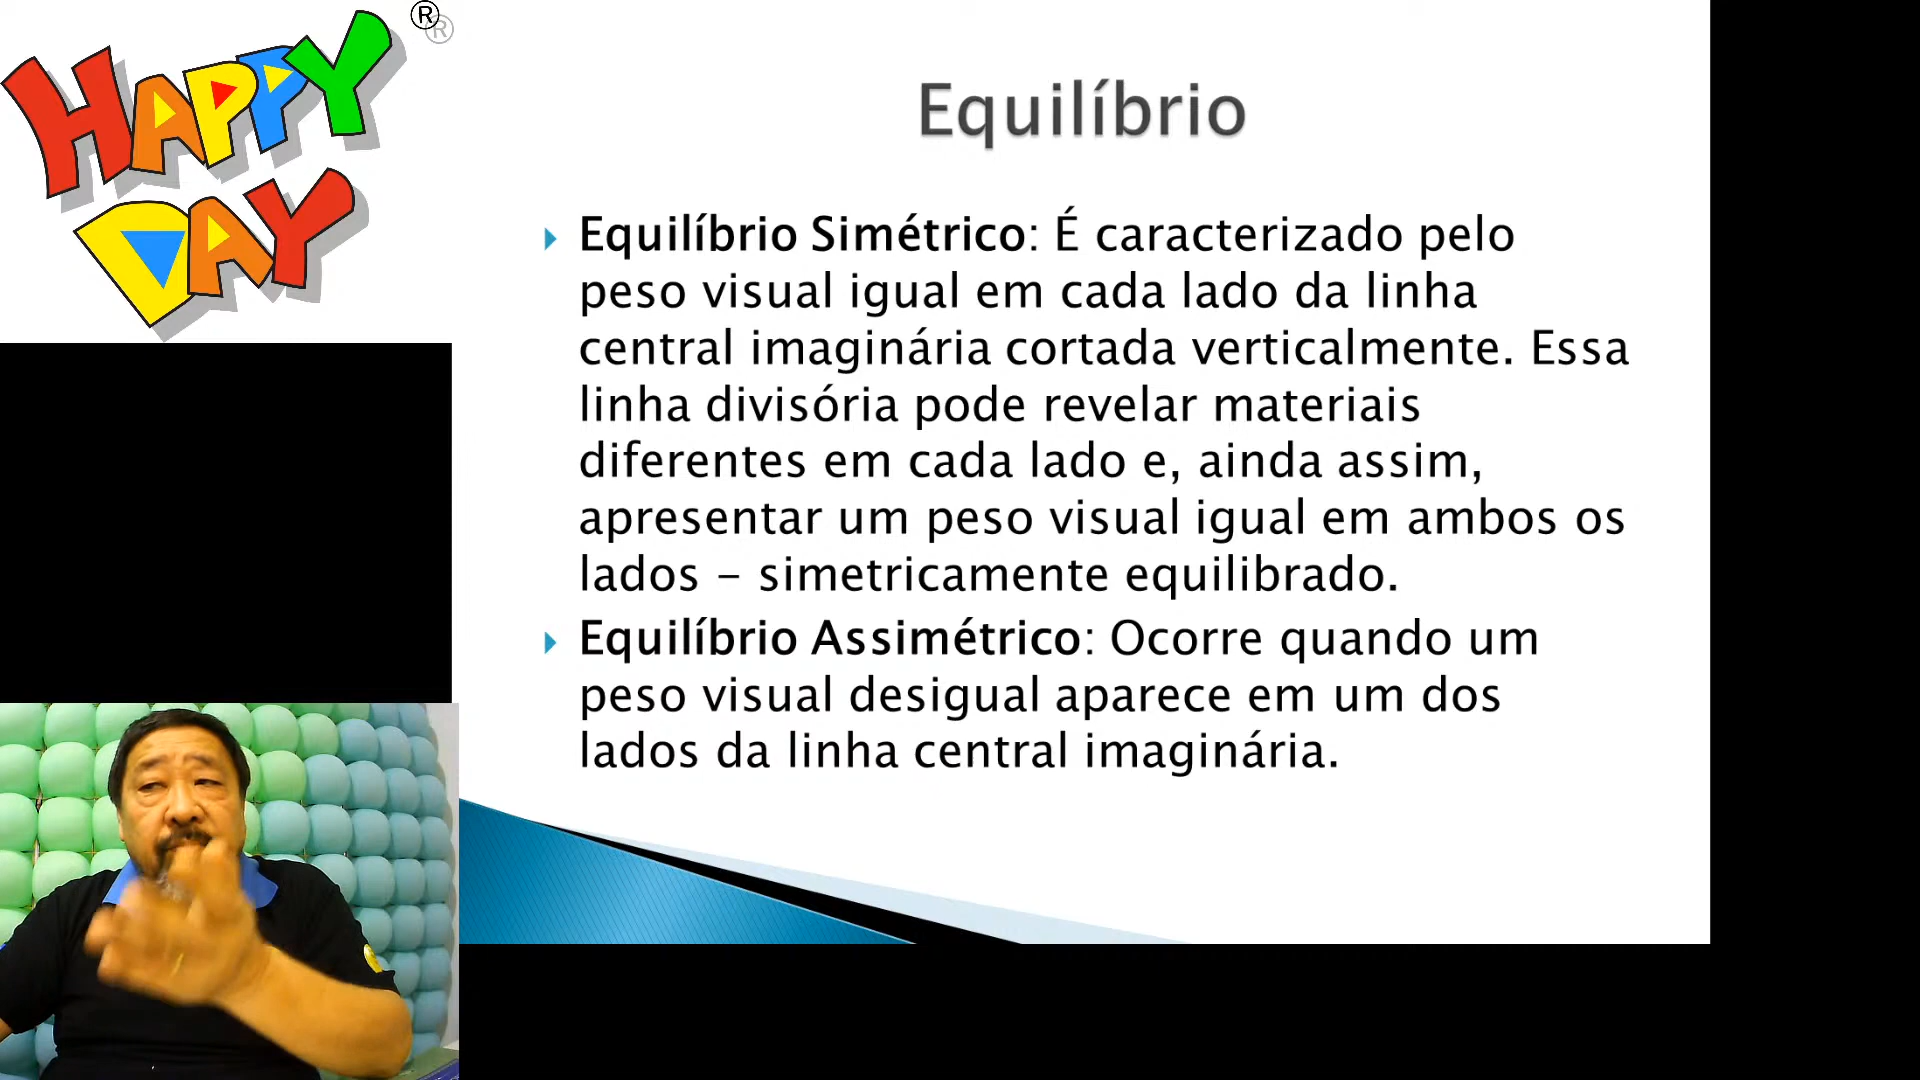 HAPPY ®
DAY
Equilíbrio
Equilíbrio Simétrico: É caracterizado pelo
peso visual igual em cada lado da linha
central imaginária cortada verticalmente. Essa
linha divisória pode revelar materiais
diferentes em cada lado e, ainda assim,
apresentar um peso visual igual em ambos os
lados - simetricamente equilibrado.
Equilíbrio Assimétrico: Ocorre quando um
peso visual desigual aparece em um dos
lados da linha central imaginária.